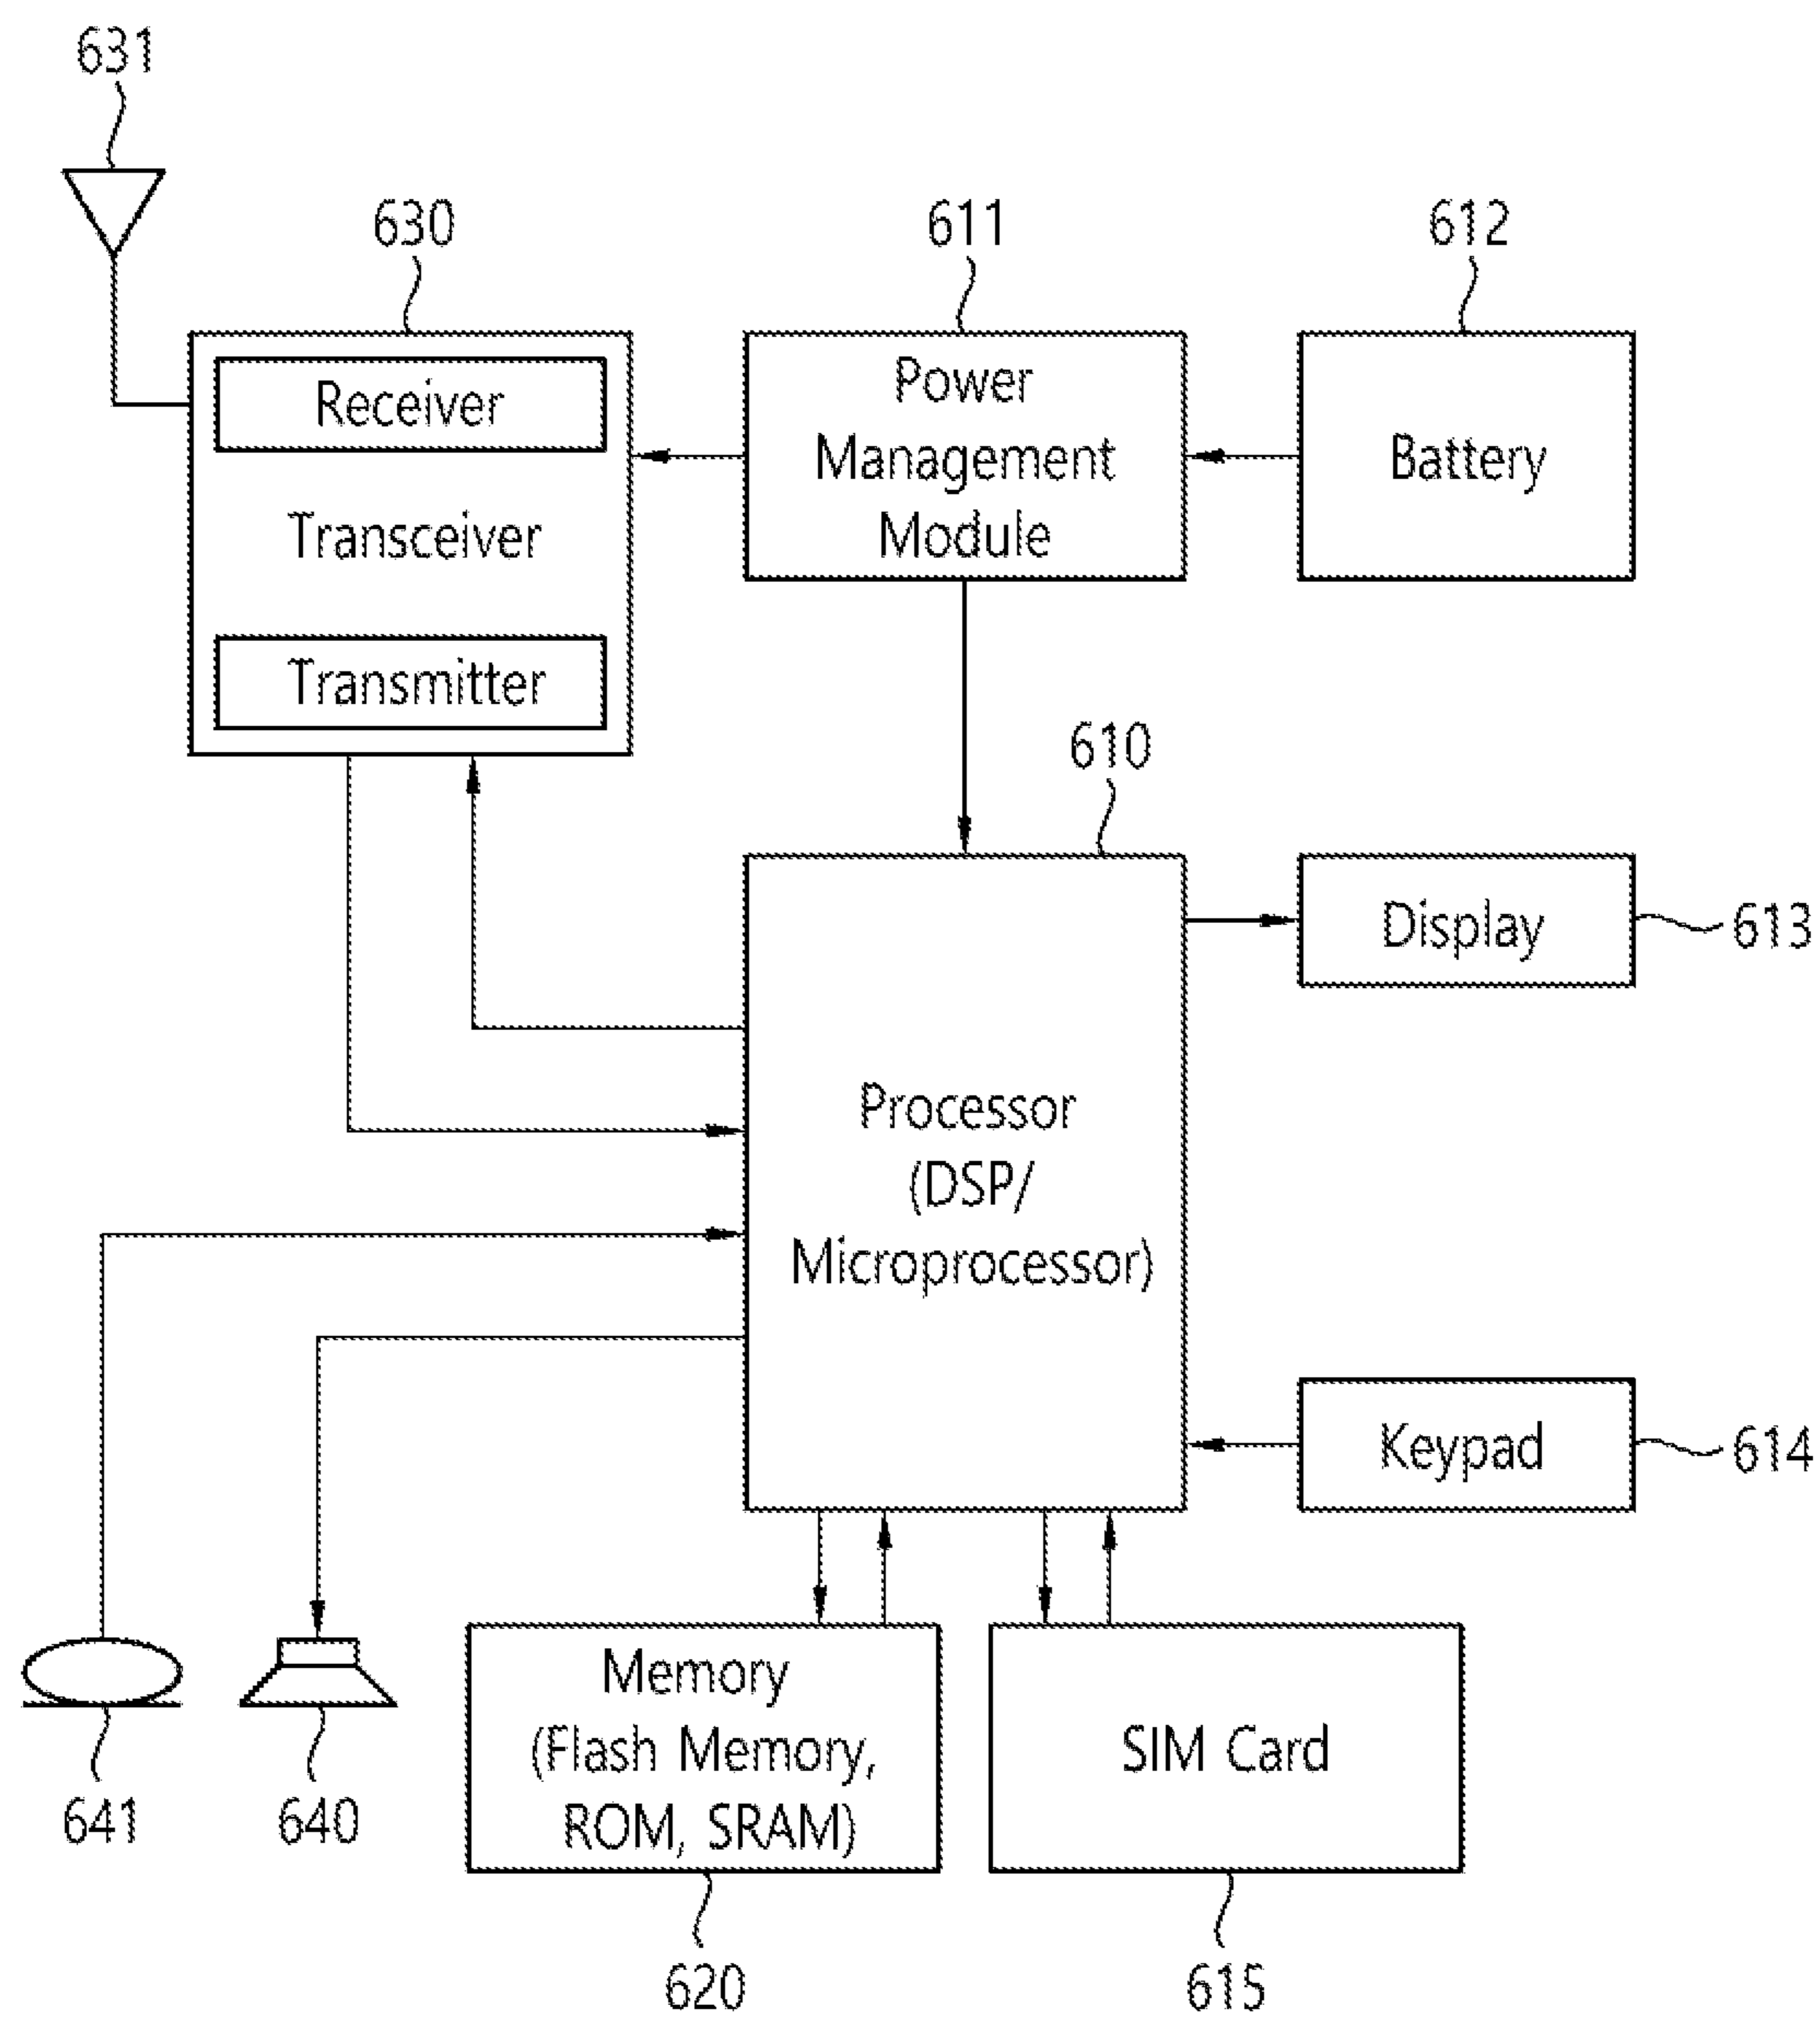 631
630
611
612
Receiver
Transceiver
Transmitter
Power
Management
Module
Battery
610
Display
613
Processor
(DSP/
Microprocessor)
Keypad
614
Memory
(Flash Memory,
ROM, SRAM)
SIM Card
641
640
620
615